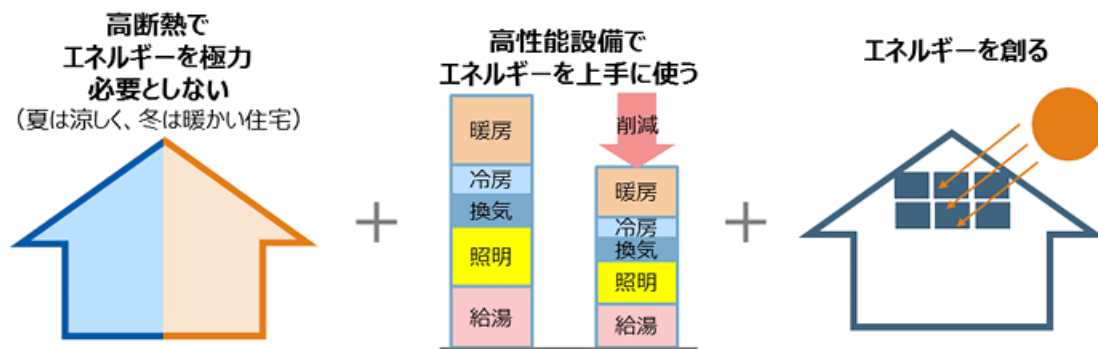 高断熱で
エネルギーを極力
必要としない
(夏は涼しく、冬は暖かい住宅)
高性能設備で
エネルギーを上手に使う
暖房
冷房
換気
照明
給湯
削減
暖房
冷房
換気
照明
給湯
エネルギーを創る